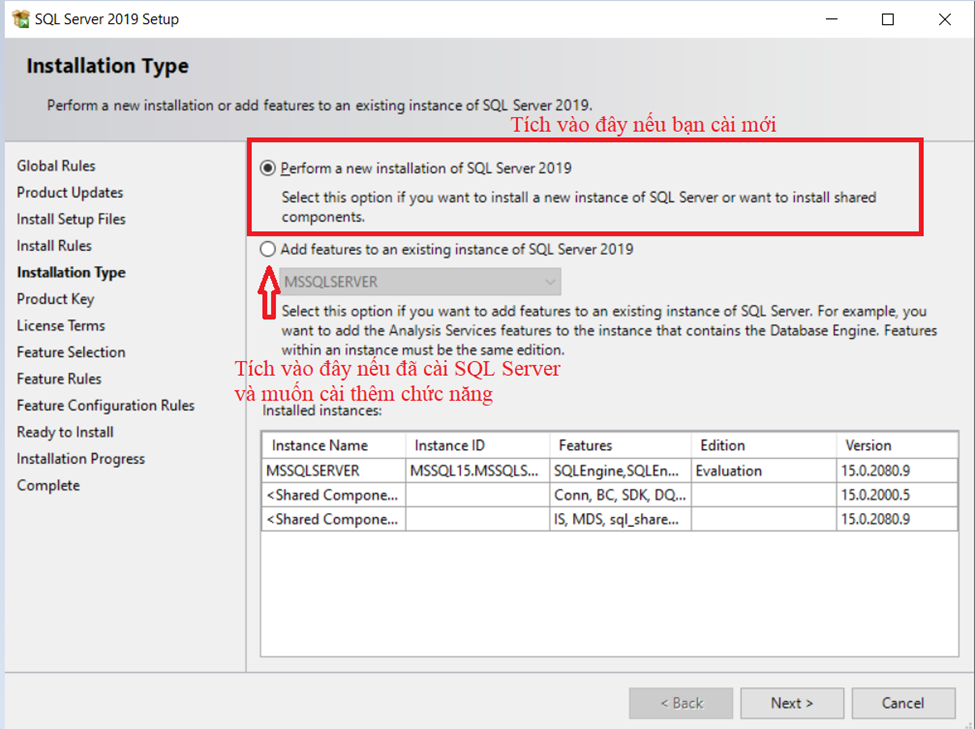 SQL Server 2019 Setup
Installation Type
Perform a new installation or add features to an existing instance of SQL Server 2019.
Tích vào đây nếu bạn cài mới
Global Rules
Product Updates
Install Setup Files
Install Rules
Installation Type
Product Key
License Terms
Feature Selection
Feature Rules
Feature Configuration Rules
Ready to Install
Installation Progress
Complete
Perform a new installation of SQL Server 2019
Select this option if you want to install a new instance of SQL Server or want to install shared
components.
Add features to an existing instance of SQL Server 2019
MSSQLSERVER
Select this option if you want to add features to an existing instance of SQL Server. For example, you
want to add the Analysis Services features to the instance that contains the Database Engine. Features
within an instance must be the same edition.
Tích vào đây nếu đã cài SQL Server
và muốn cài thêm chức năng
Installed instances:
Instance Name Instance ID Features Edition Version
MSSQLSERVER MSSQL15.MSSQLS... SQLEngine,SQLEn... Evaluation 15.0.2080.9
<Shared Compone... Conn, BC, SDK, DQ... 15.0.2000.5
<Shared Compone... IS, MDS, sql_share... 15.0.2080.9
< Back Next > Cancel